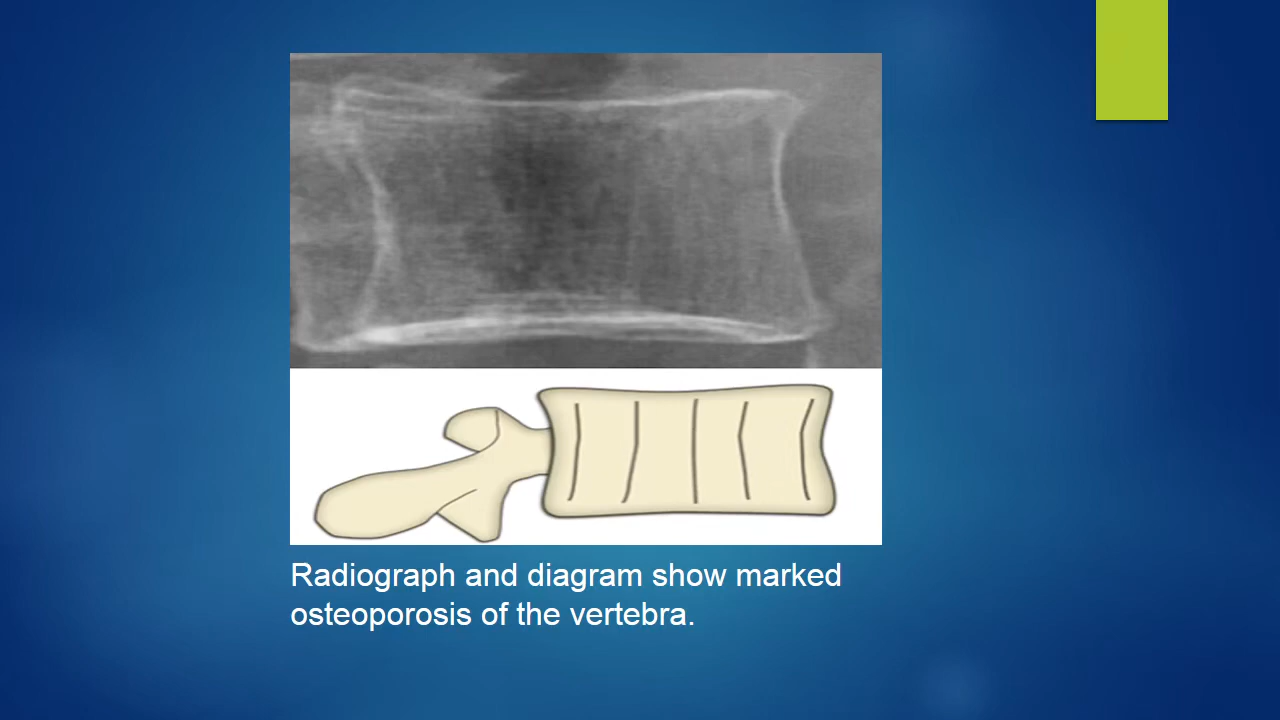 Radiograph and diagram show marked
osteoporosis of the vertebra.